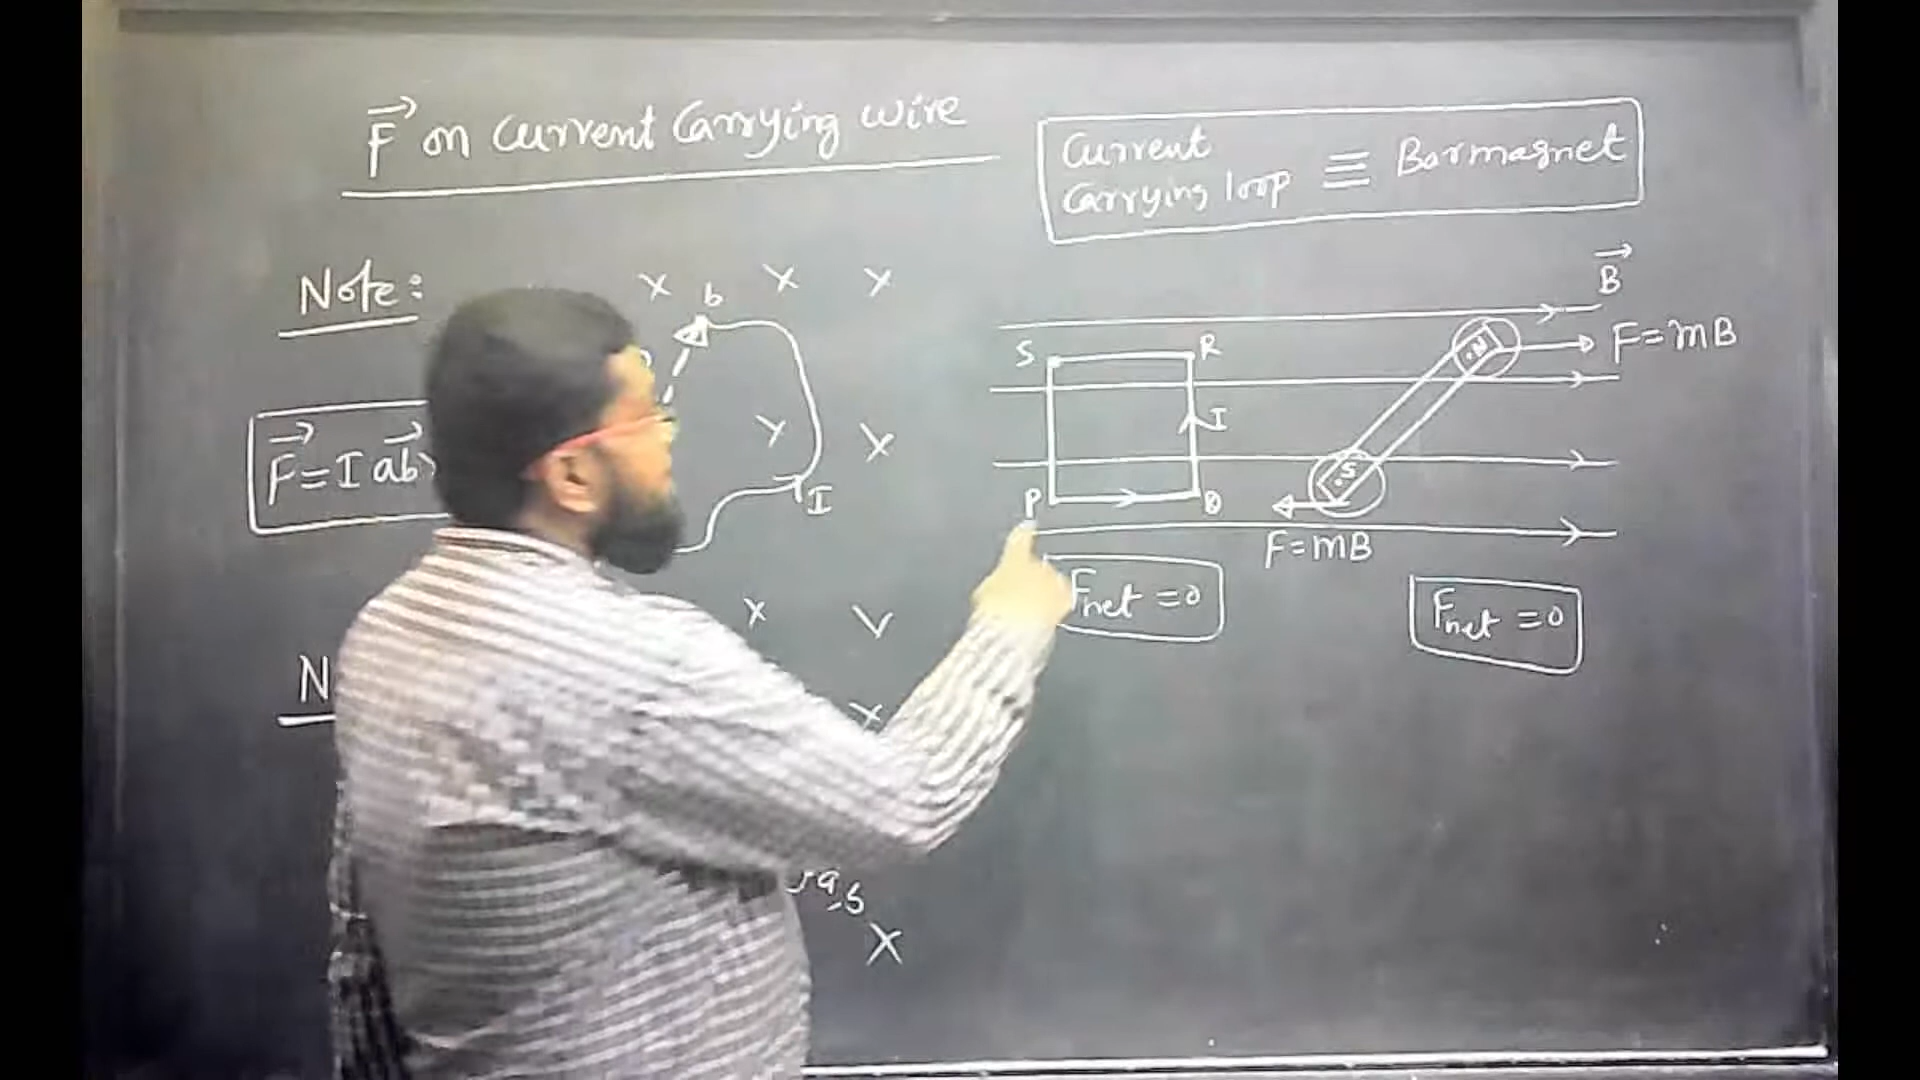 F on Current Carrying wire
Current
Carrying loop ≡ Barmagnet
Note:
x x x
b
B
F=mB
S R
N
F=I ab
x x
I
I
S
P Q
F=mB
Fnet =0
Fnet =0
x
N
x
a,b
X